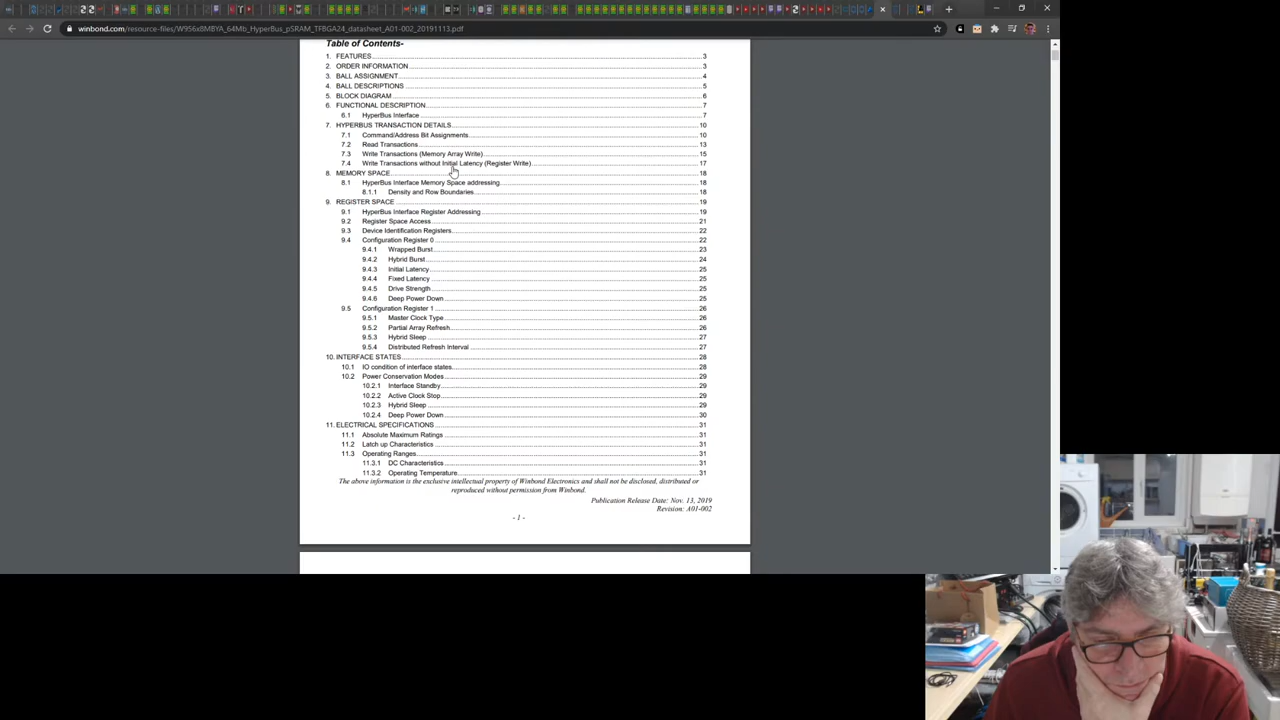 winbond.com/resource-files/W956x8MBYA_64Mb_HyperBus_pSRAM_TFBGA24_datasheet_A01-002_20191113.pdf
Table of Contents-
1. FEATURES 3
2. ORDER INFORMATION 3
3. BALL ASSIGNMENT 4
4. BALL DESCRIPTIONS 5
5. BLOCK DIAGRAM 6
6. FUNCTIONAL DESCRIPTION 7
6.1 HyperBus Interface 7
7. HYPERBUS TRANSACTION DETAILS 10
7.1 Command/Address Bit Assignments 10
7.2 Read Transactions 13
7.3 Write Transactions (Memory Array Write) 15
7.4 Write Transactions without Initial Latency (Register Write) 17
8. MEMORY SPACE 18
8.1 HyperBus Interface Memory Space addressing 18
8.1.1 Density and Row Boundaries 18
9. REGISTER SPACE 19
9.1 HyperBus Interface Register Addressing 19
9.2 Register Space Access 21
9.3 Device Identification Registers 22
9.4 Configuration Register 0 22
9.4.1 Wrapped Burst 23
9.4.2 Hybrid Burst 24
9.4.3 Initial Latency 25
9.4.4 Fixed Latency 25
9.4.5 Drive Strength 25
9.4.6 Deep Power Down 25
9.5 Configuration Register 1 26
9.5.1 Master Clock Type 26
9.5.2 Partial Array Refresh 26
9.5.3 Hybrid Sleep 27
9.5.4 Distributed Refresh Interval 27
10. INTERFACE STATES 28
10.1 IO condition of interface states 28
10.2 Power Conservation Modes 29
10.2.1 Interface Standby 29
10.2.2 Active Clock Stop 29
10.2.3 Hybrid Sleep 29
10.2.4 Deep Power Down 30
11. ELECTRICAL SPECIFICATIONS 31
11.1 Absolute Maximum Ratings 31
11.2 Latch up Characteristics 31
11.3 Operating Ranges 31
11.3.1 DC Characteristics 31
11.3.2 Operating Temperature 31
The above information is the exclusive intellectual property of Winbond Electronics and shall not be disclosed, distributed or
reproduced without permission from Winbond.
Publication Release Date: Nov. 13, 2019
Revision: A01-002
- 1 -